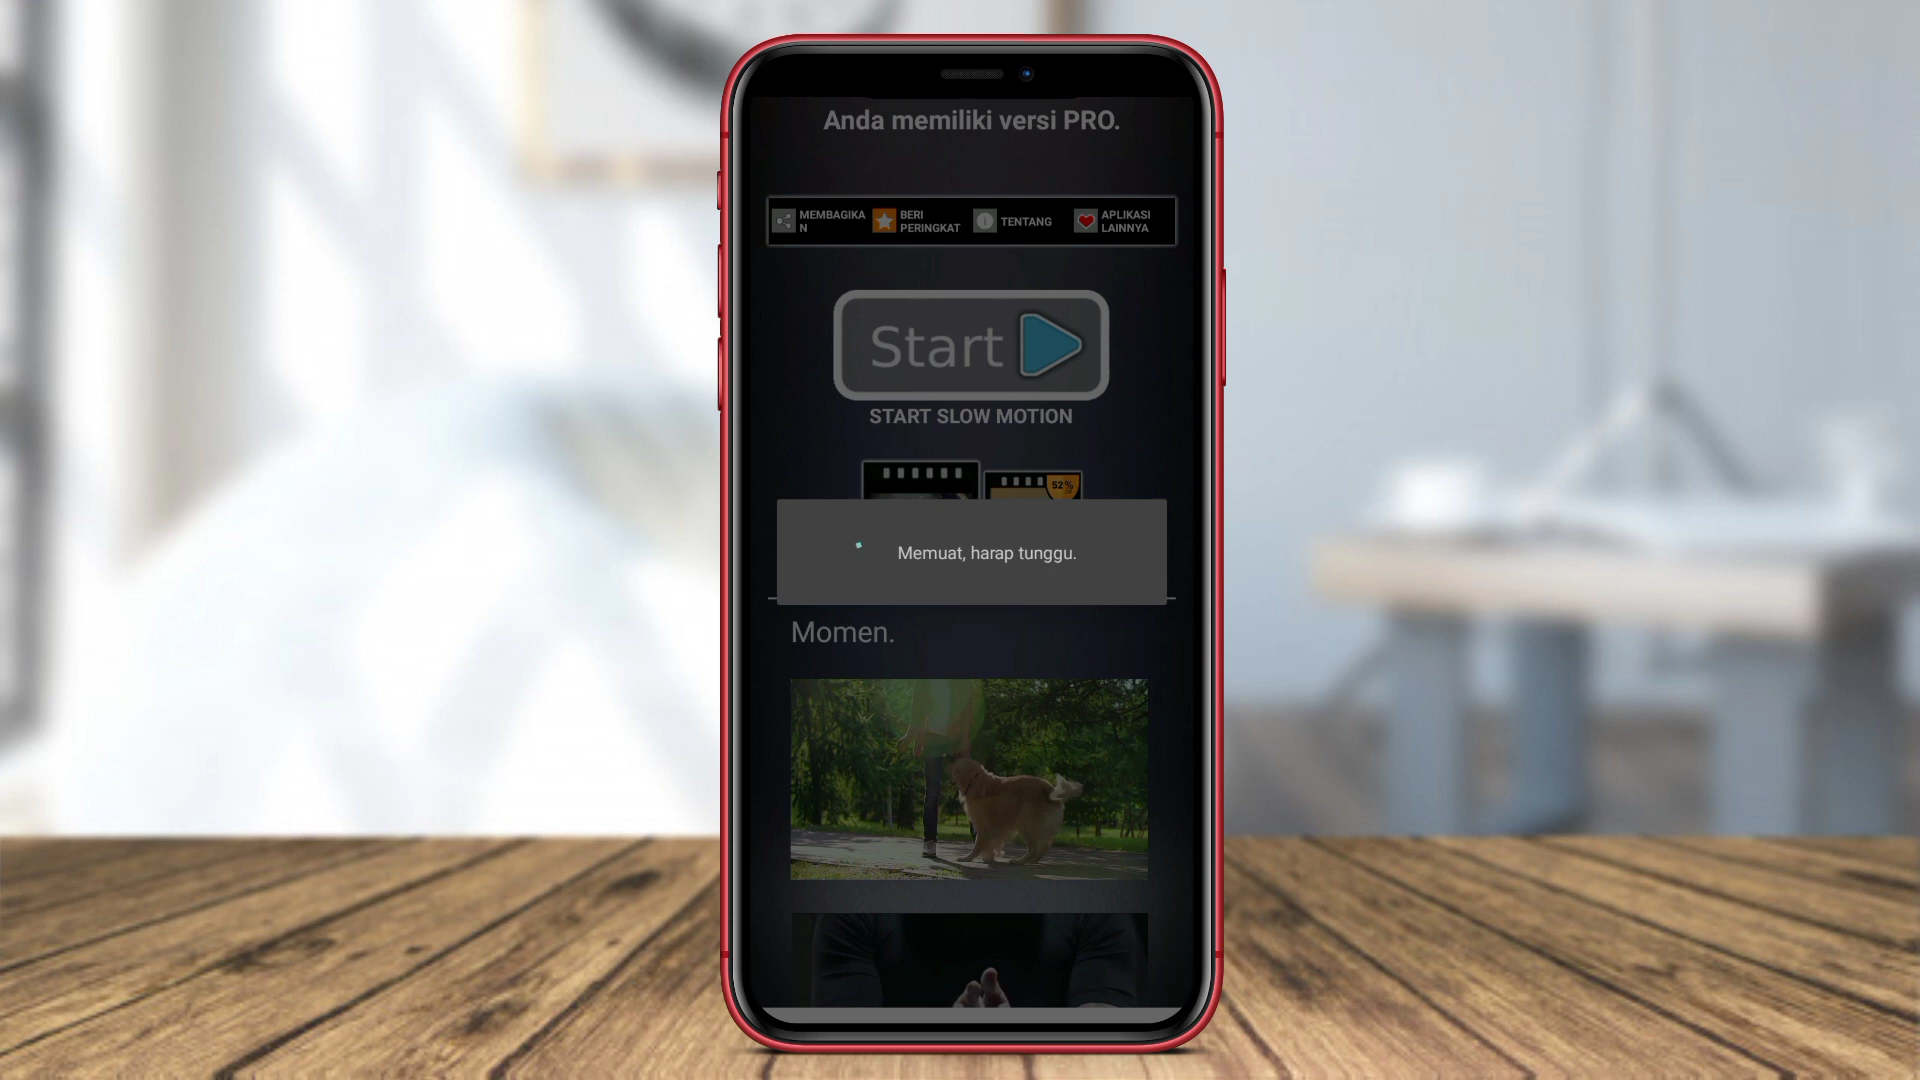 Anda memiliki versi PRO.
MEMBAGIKA
N
BERI
PERINGKAT
TENTANG
APLIKASI
LAINNYA
Start
START SLOW MOTION
52%
Memuat, harap tunggu.
Momen.